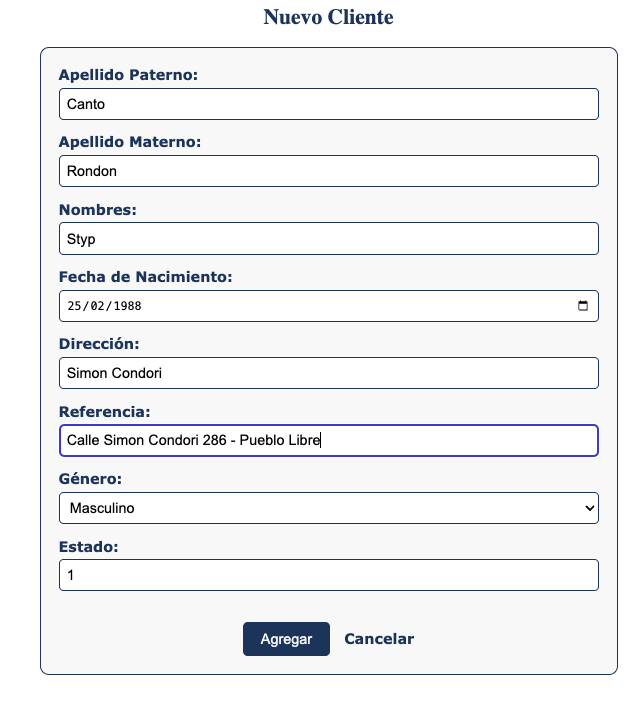 Nuevo Cliente
Apellido Paterno:
Canto
Apellido Materno:
Rondon
Nombres:
Styp
Fecha de Nacimiento:
25/02/1988
Dirección:
Simon Condori
Referencia:
Calle Simon Condori 286 - Pueblo Libre
Género:
Masculino
Estado:
1
Agregar Cancelar